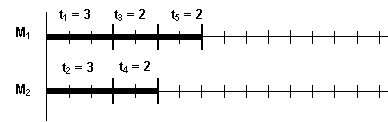 t₁ = 3 t₃ = 2 t₅ = 2
M₁
t₂ = 3 t₄ = 2
M₂